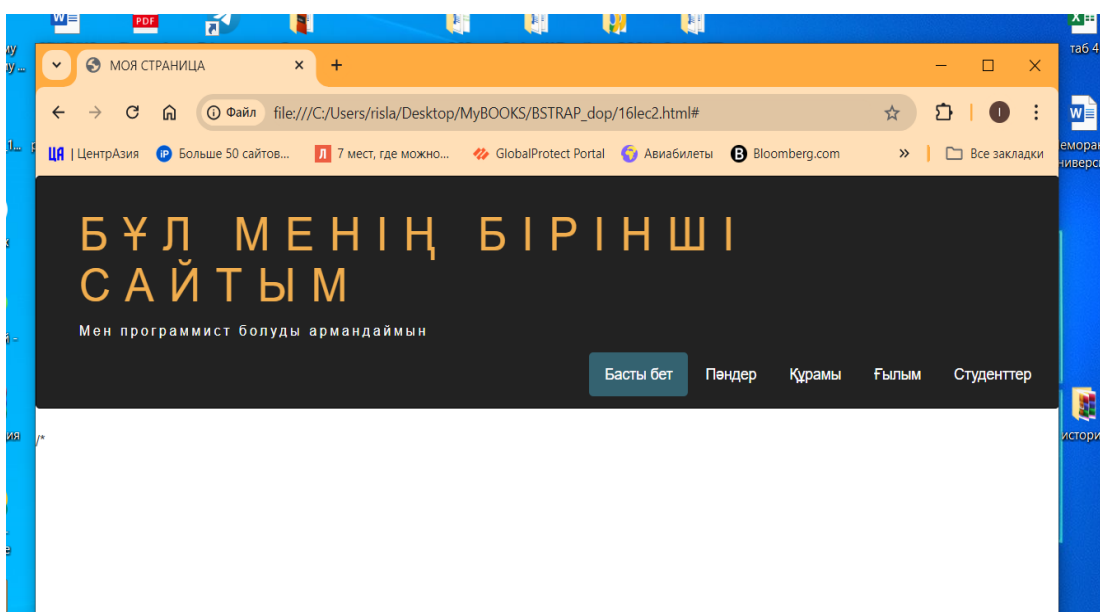 PDF
таб 4
МОЯ СТРАНИЦА
Файл file:///C:/Users/risla/Desktop/MyBOOKS/BSTRAP_dop/16lec2.html#
I
ЦА | ЦентрАзия
iP Больше 50 сайтов...
Л 7 мест, где можно...
GlobalProtect Portal
Авиабилеты
B Bloomberg.com
»
Все закладки
БҰЛ МЕНІҢ БІРІНШІ
САЙТЫМ
Мен программист болуды армандаймын
Басты бет Пәндер Құрамы Ғылым Студенттер
/*